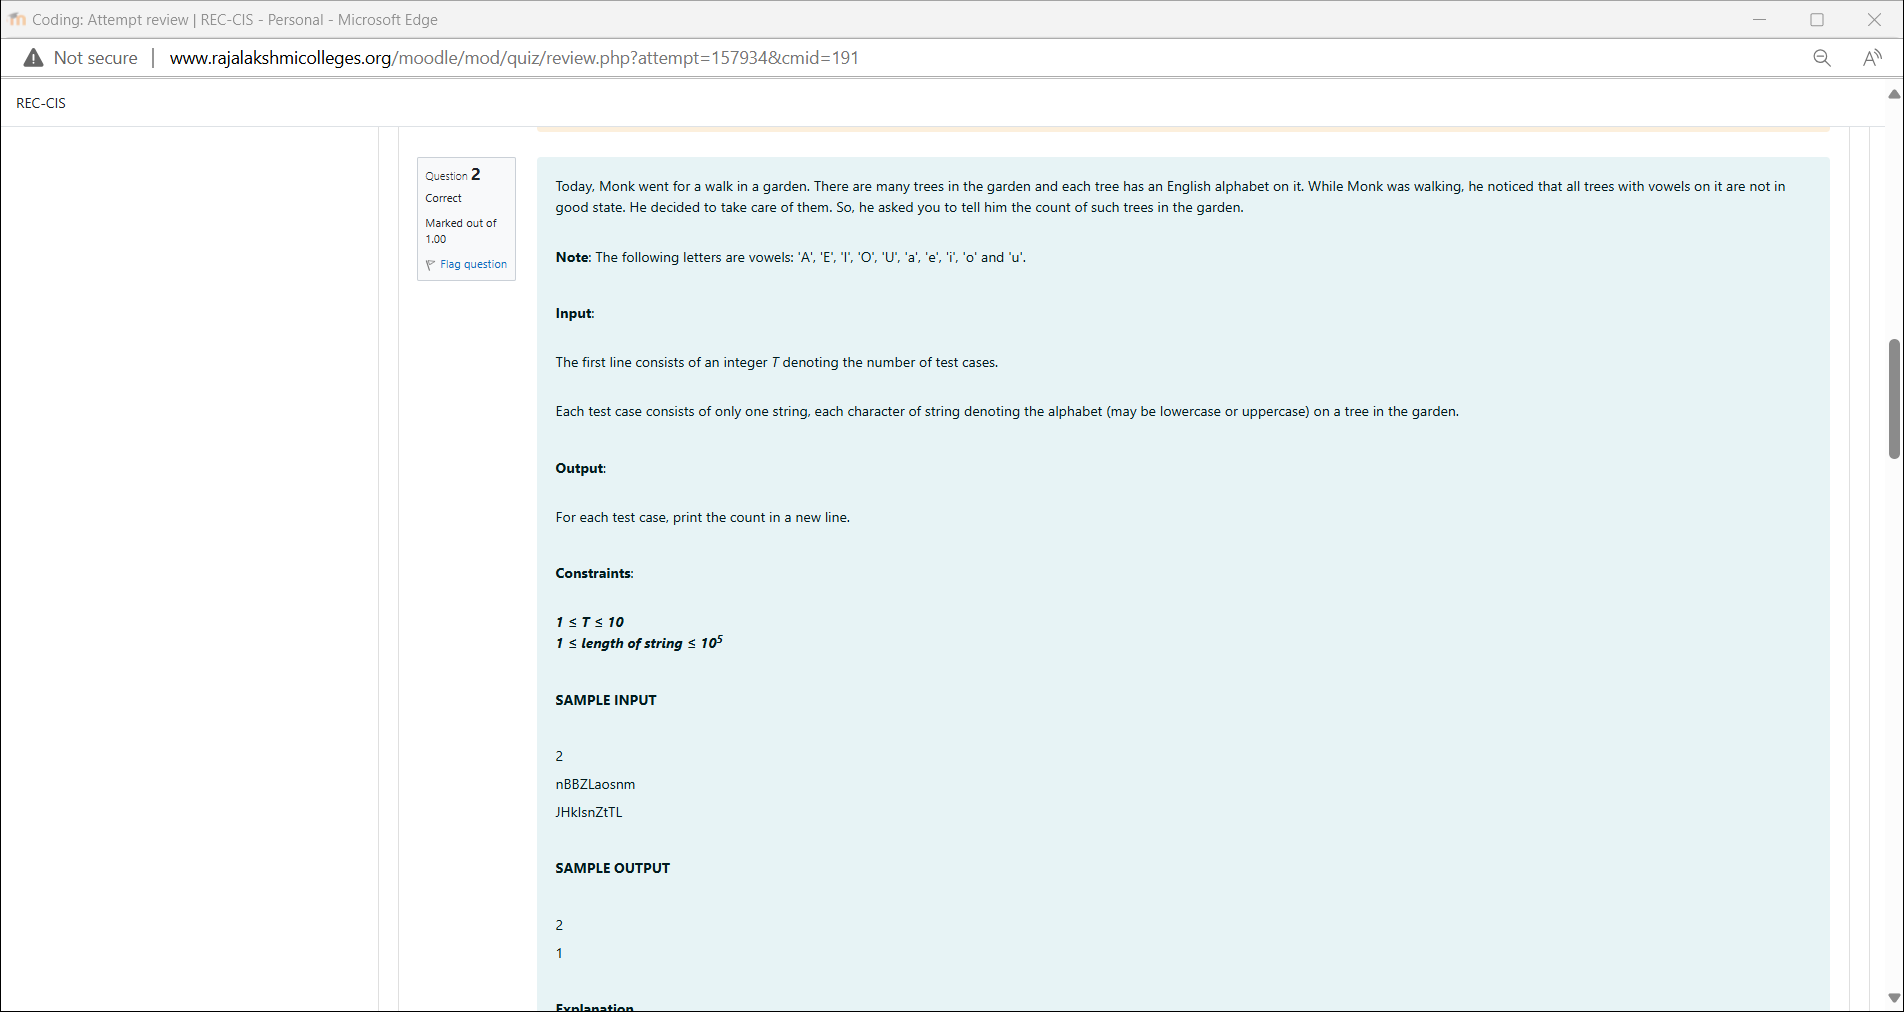 Coding: Attempt review | REC-CIS - Personal - Microsoft Edge
Not secure | www.rajalakshmicolleges.org/moodle/mod/quiz/review.php?attempt=157934&cmid=191
REC-CIS
Question 2
Correct
Marked out of
1.00
Flag question
Today, Monk went for a walk in a garden. There are many trees in the garden and each tree has an English alphabet on it. While Monk was walking, he noticed that all trees with vowels on it are not in
good state. He decided to take care of them. So, he asked you to tell him the count of such trees in the garden.
Note: The following letters are vowels: 'A', 'E', 'I', 'O', 'U', 'a', 'e', 'i', 'o' and 'u'.
Input:
The first line consists of an integer T denoting the number of test cases.
Each test case consists of only one string, each character of string denoting the alphabet (may be lowercase or uppercase) on a tree in the garden.
Output:
For each test case, print the count in a new line.
Constraints:
1 ≤ T ≤ 10
1 ≤ length of string ≤ 10⁵
SAMPLE INPUT
2
nBBZLaosnm
JHkIsnZtTL
SAMPLE OUTPUT
2
1
Explanation